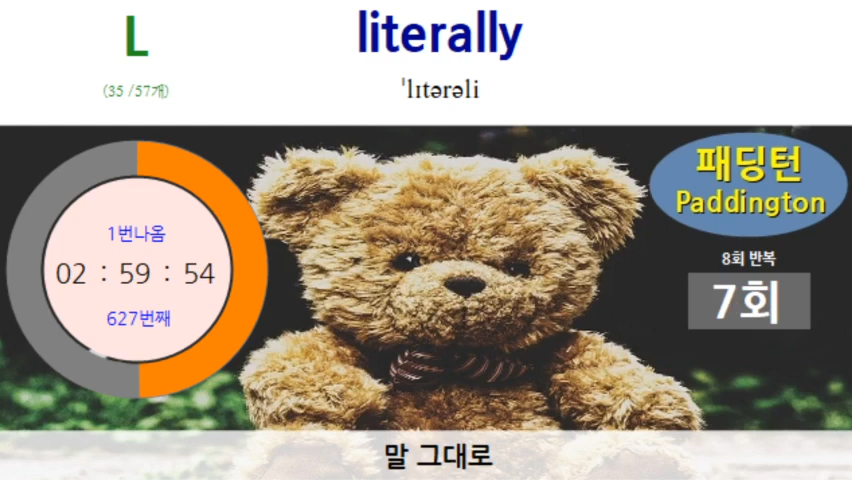 L
literally
(35 /57개)
ˈlɪtərəli
패딩턴
Paddington
1번나옴
02 : 59 : 54
627번째
8회 반복
7회
말 그대로